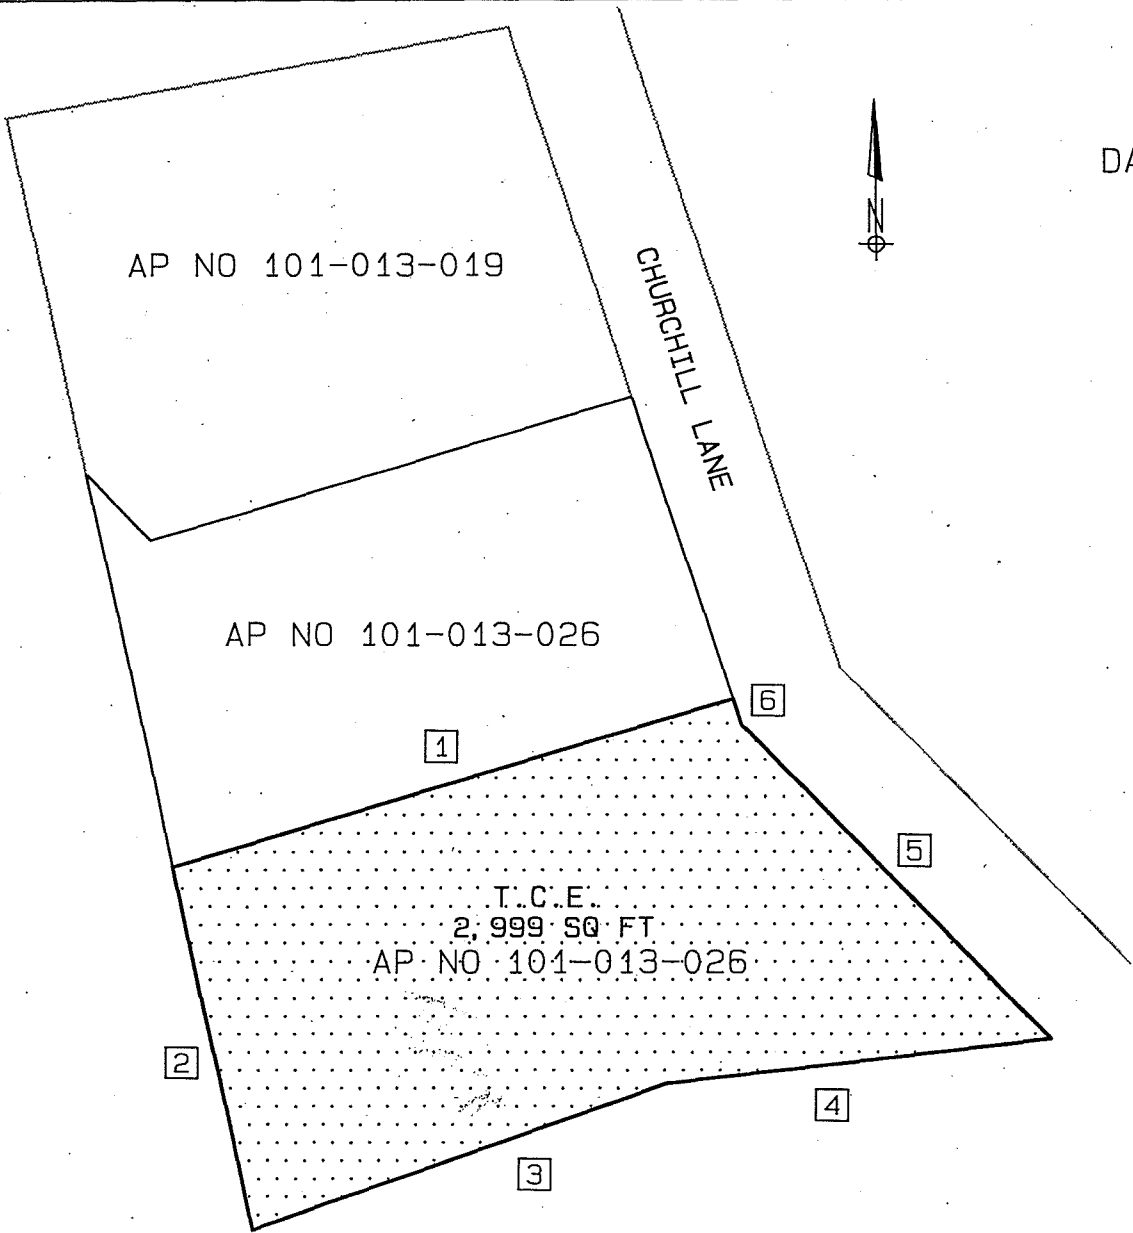 DA
N
AP NO 101-013-019
CHURCHILL LANE
AP NO 101-013-026
6
1
5
T.C.E.
2,999 SQ FT
AP NO 101-013-026
2
4
3